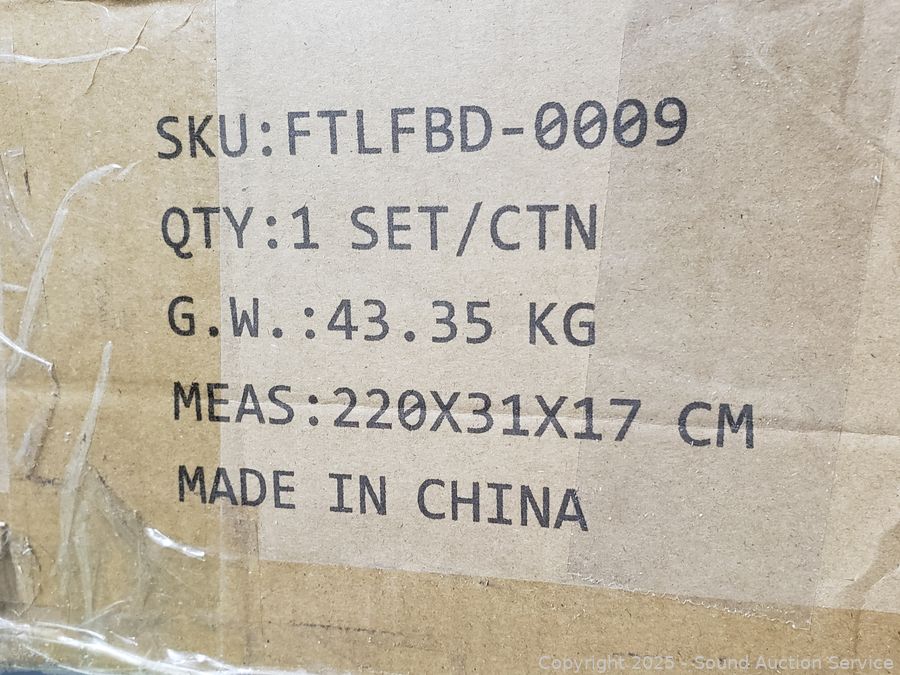 SKU:FTLFBD-0009
QTY:1 SET/CTN
G.W.:43.35 KG
MEAS:220X31X17 CM
MADE IN CHINA
Copyright 2025 - Sound Auction Service